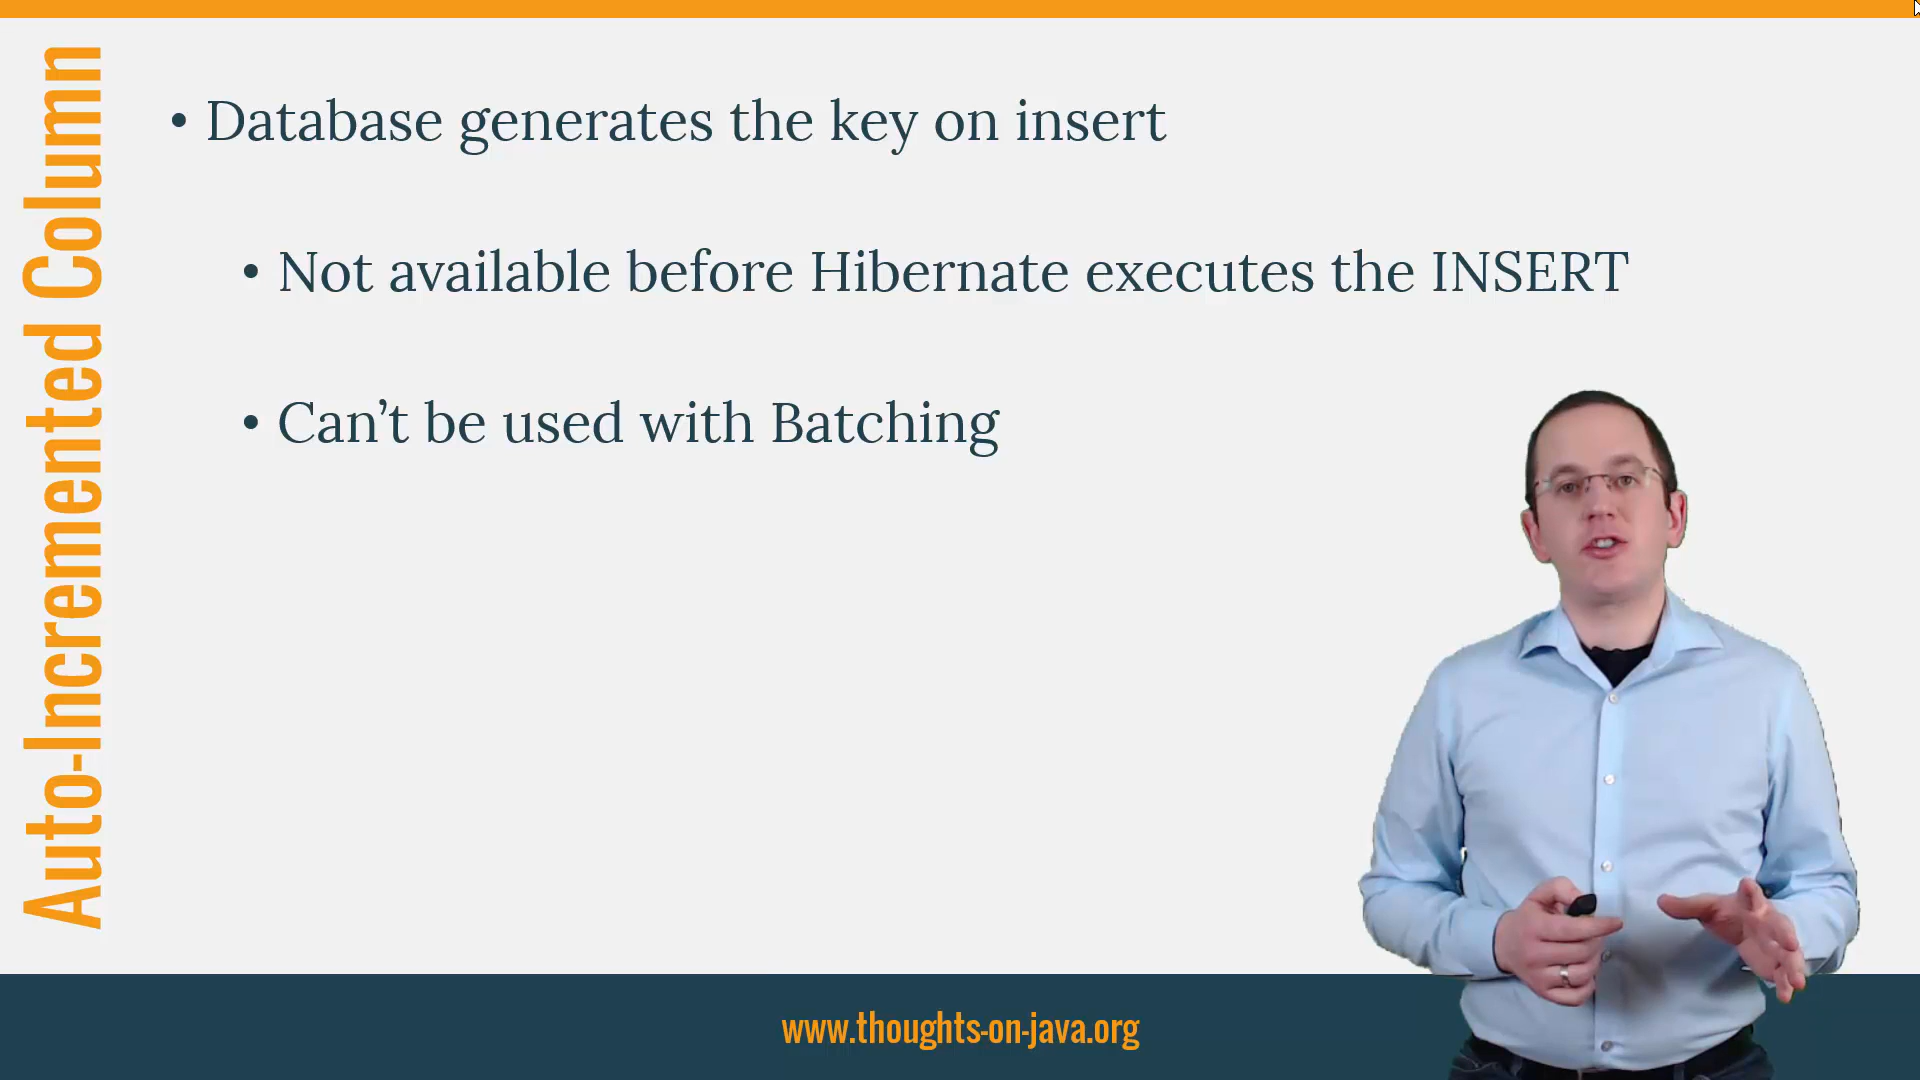 Auto-Incremented Column
• Database generates the key on insert
• Not available before Hibernate executes the INSERT
• Can’t be used with Batching
www.thoughts-on-java.org